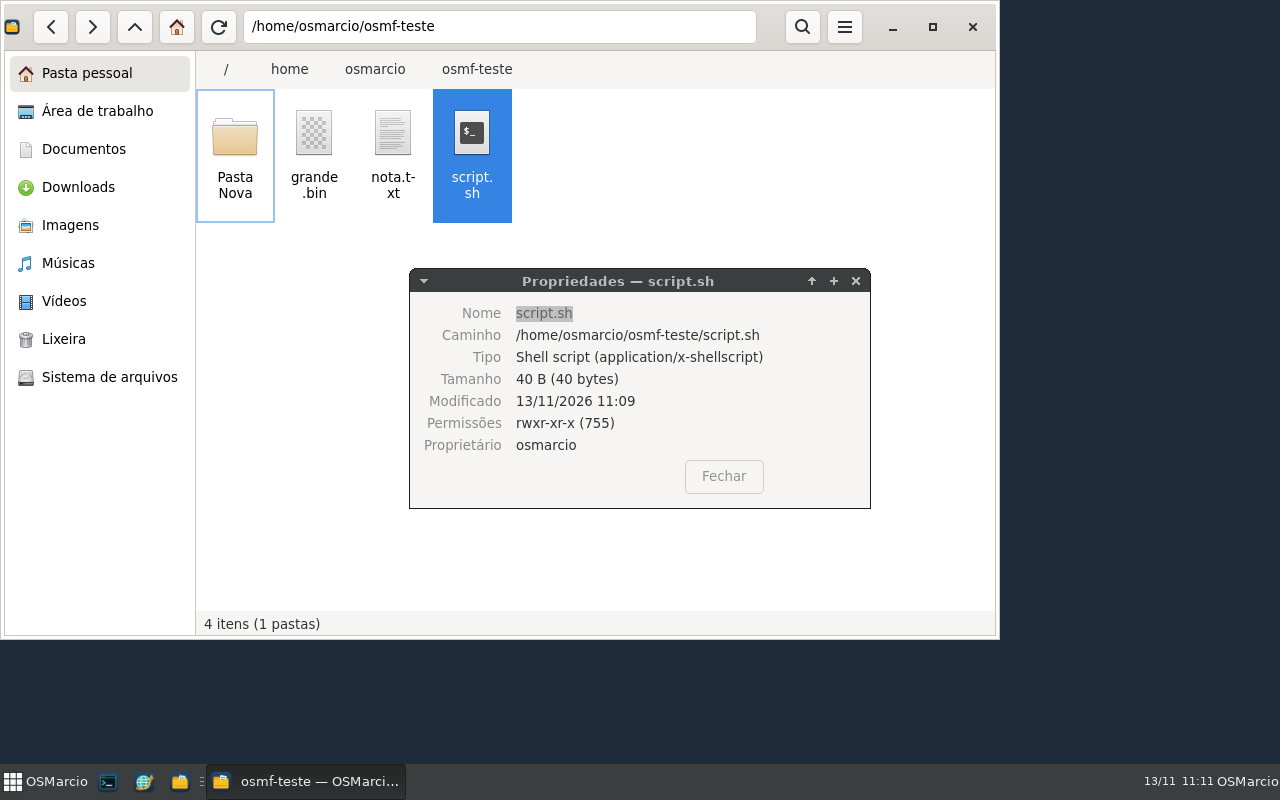 /home/osmarcio/osmf-teste
Pasta pessoal
Área de trabalho
Documentos
Downloads
Imagens
Músicas
Vídeos
Lixeira
Sistema de arquivos
/ home osmarcio osmf-teste
Pasta
Nova
grande
.bin
nota.t-
xt
$_
script.
sh
Propriedades — script.sh
Nome script.sh
Caminho /home/osmarcio/osmf-teste/script.sh
Tipo Shell script (application/x-shellscript)
Tamanho 40 B (40 bytes)
Modificado 13/11/2026 11:09
Permissões rwxr-xr-x (755)
Proprietário osmarcio
Fechar
4 itens (1 pastas)
OSMarcio
osmf-teste — OSMarci...
13/11 11:11 OSMarcio